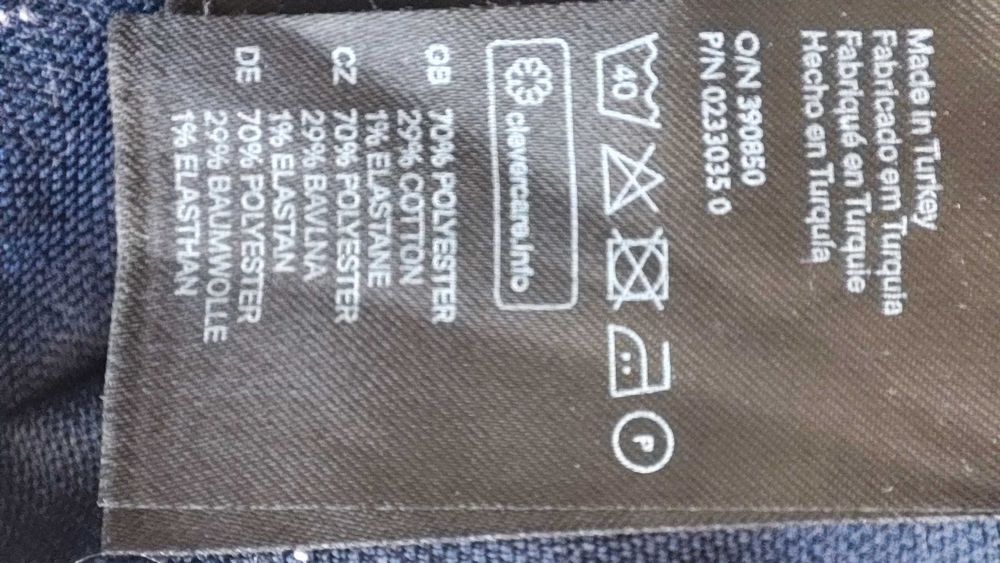 Made in Turkey
Fabricado em Turquia
Fabriqué en Turquie
Hecho en Turquía
O/N 390850
P/N 0233035 0
40
P
clevercare.info
GB 70% POLYESTER
29% COTTON
1% ELASTANE
CZ 70% POLYESTER
29% BAVLNA
1% ELASTAN
DE 70% POLYESTER
29% BAUMWOLLE
1% ELASTHAN